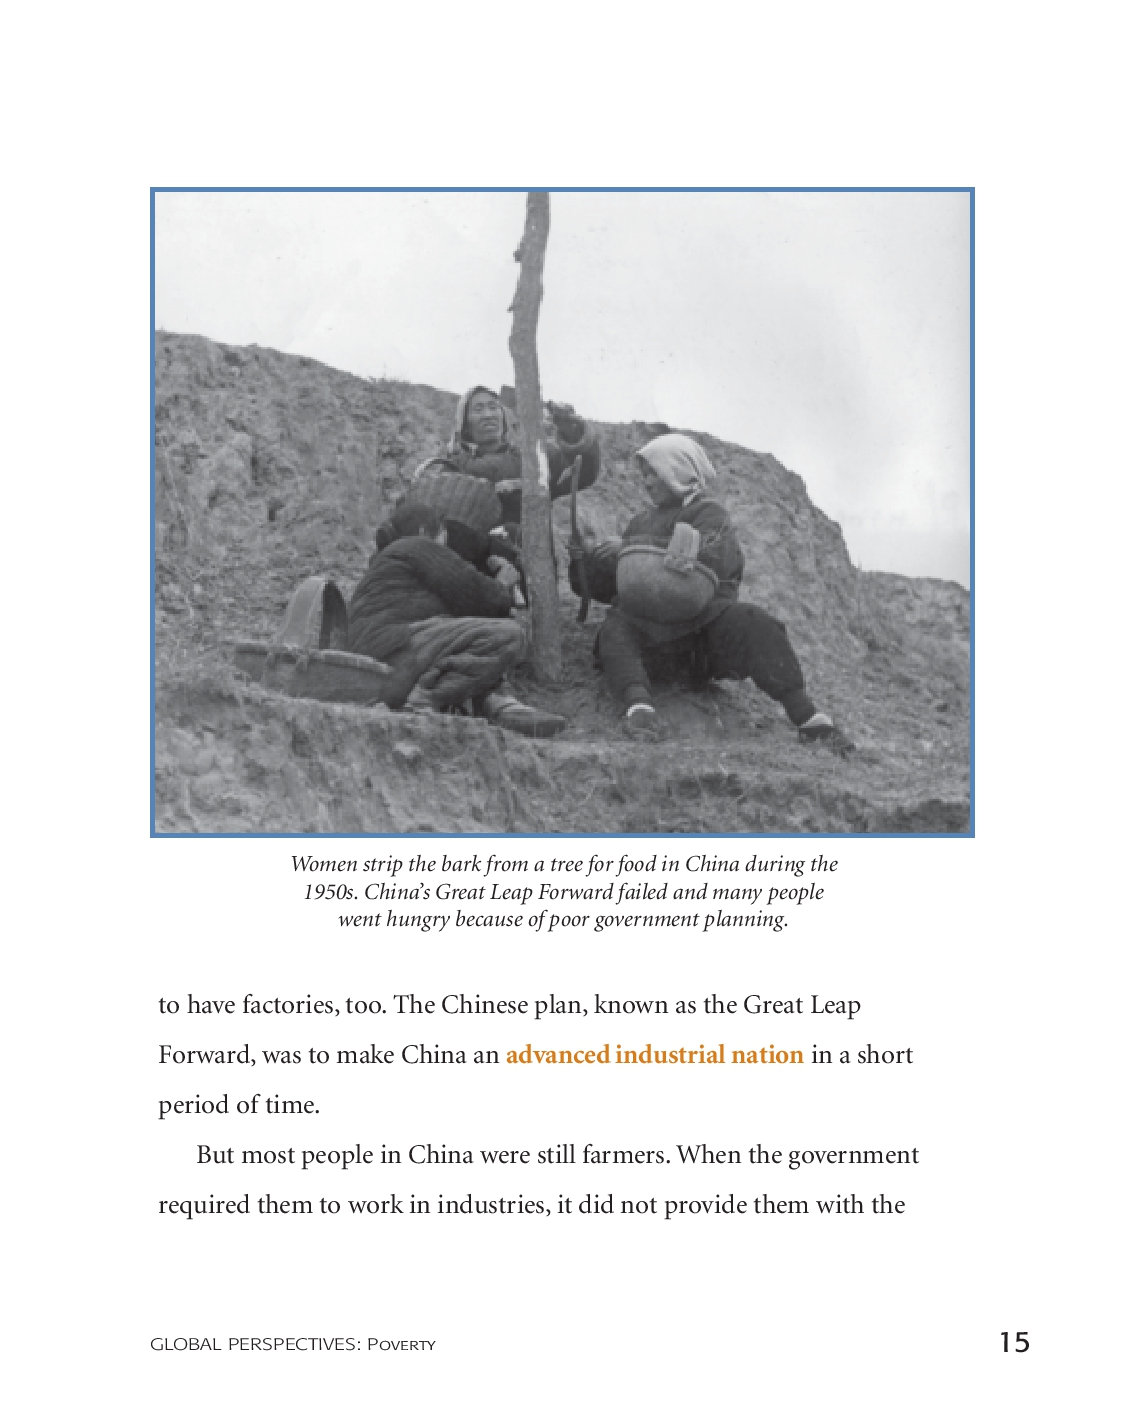 Women strip the bark from a tree for food in China during the
1950s. China’s Great Leap Forward failed and many people
went hungry because of poor government planning.
to have factories, too. The Chinese plan, known as the Great Leap
Forward, was to make China an advanced industrial nation in a short
period of time.
But most people in China were still farmers. When the government
required them to work in industries, it did not provide them with the
GLOBAL PERSPECTIVES: Poverty
15